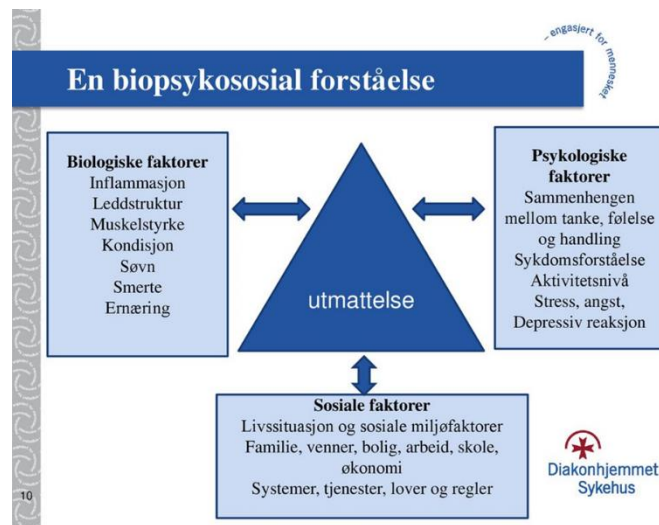 – engasjert for mennesket
En biopsykososial forståelse
Biologiske faktorer
Inflammasjon
Leddstruktur
Muskelstyrke
Kondisjon
Søvn
Smerte
Ernæring
utmattelse
Psykologiske
faktorer
Sammenhengen
mellom tanke, følelse
og handling
Sykdomsforståelse
Aktivitetsnivå
Stress, angst,
Depressiv reaksjon
Sosiale faktorer
Livssituasjon og sosiale miljøfaktorer
Familie, venner, bolig, arbeid, skole,
økonomi
Systemer, tjenester, lover og regler
Diakonhjemmet
Sykehus
10